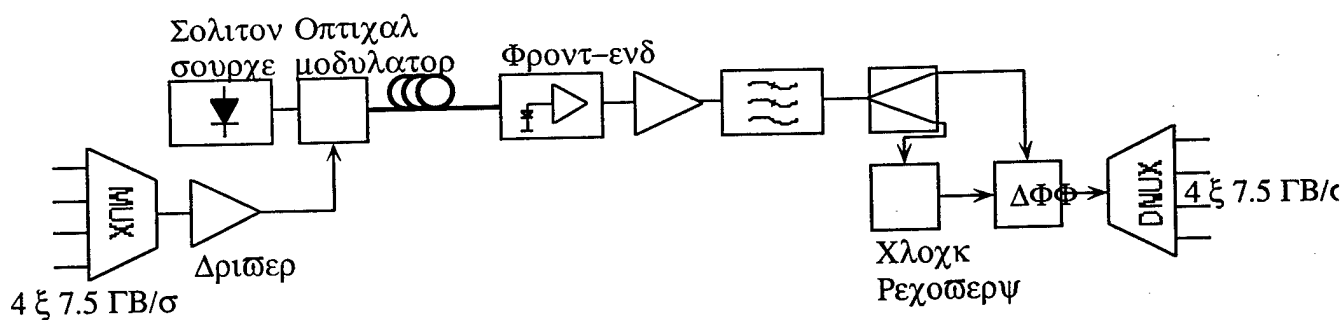 Σολιτον Οπτιχαλ
σουρχε μοδυλατορ
Φροντ–ενδ
MUX
Δριϖερ
4 ξ 7.5 ΓΒ/σ
ΔΦΦ
DMUX
4 ξ 7.5 ΓΒ/σ
Χλοχκ
Ρεχοϖερψ